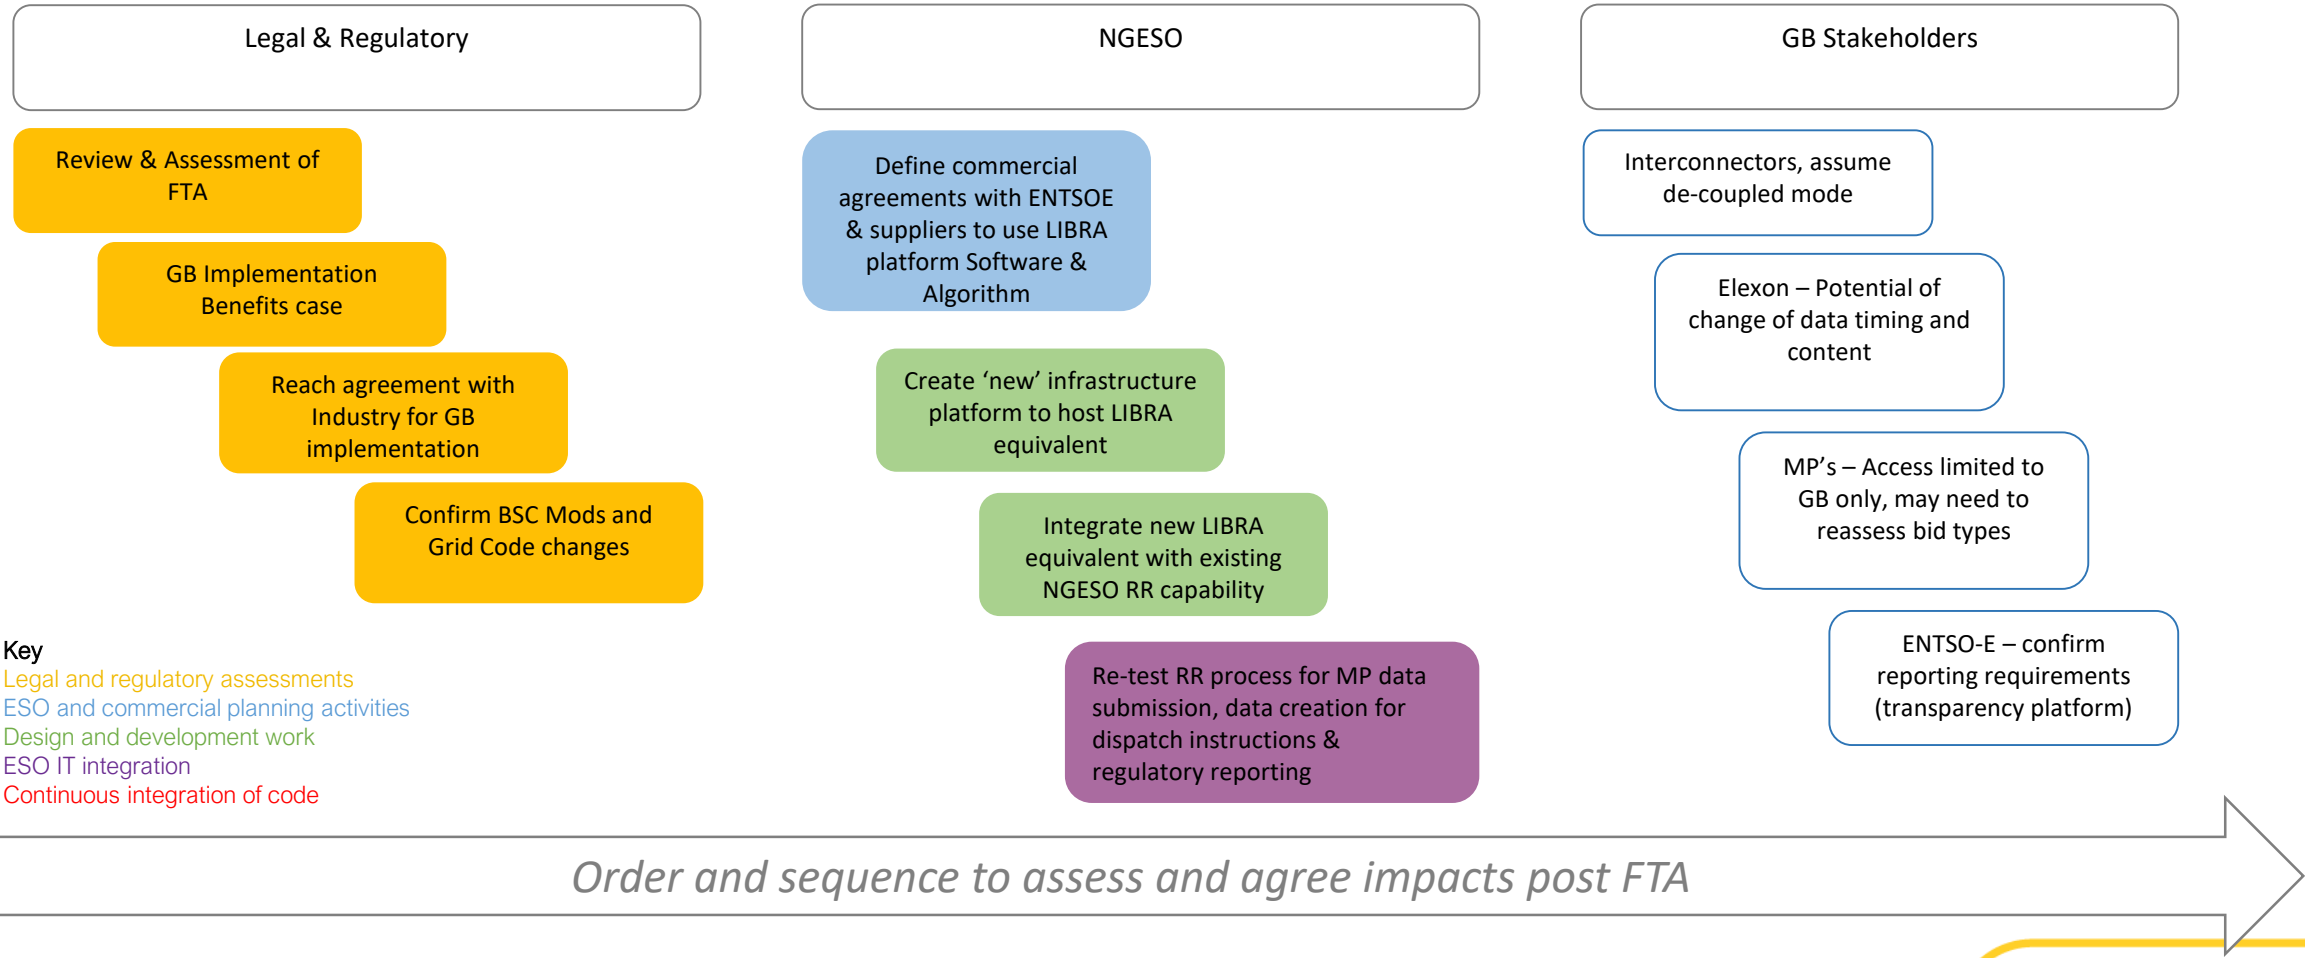 Legal & Regulatory
Review & Assessment of
FTA
GB Implementation
Benefits case
Reach agreement with
Industry for GB
implementation
Confirm BSC Mods and
Grid Code changes
NGESO
Define commercial
agreements with ENTSOE
& suppliers to use LIBRA
platform Software &
Algorithm
Create ‘new’ infrastructure
platform to host LIBRA
equivalent
Integrate new LIBRA
equivalent with existing
NGESO RR capability
Re-test RR process for MP data
submission, data creation for
dispatch instructions &
regulatory reporting
GB Stakeholders
Interconnectors, assume
de-coupled mode
Elexon – Potential of
change of data timing and
content
MP’s – Access limited to
GB only, may need to
reassess bid types
ENTSO-E – confirm
reporting requirements
(transparency platform)
Key
Legal and regulatory assessments
ESO and commercial planning activities
Design and development work
ESO IT integration
Continuous integration of code
Order and sequence to assess and agree impacts post FTA